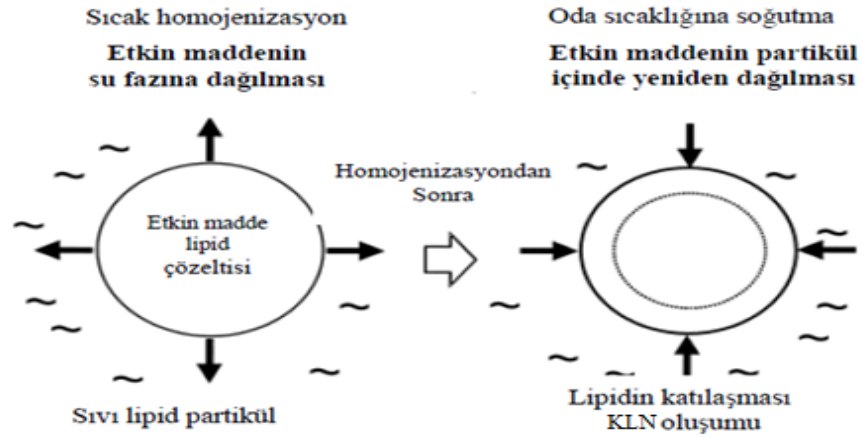 Sıcak homojenizasyon
Etkin maddenin
su fazına dağılması
Etkin madde
lipid
çözeltisi
Sıvı lipid partikül
Homojenizasyondan
Sonra
Oda sıcaklığına soğutma
Etkin maddenin partikül
içinde yeniden dağılması
Lipidin katılaşması
KLN oluşumu